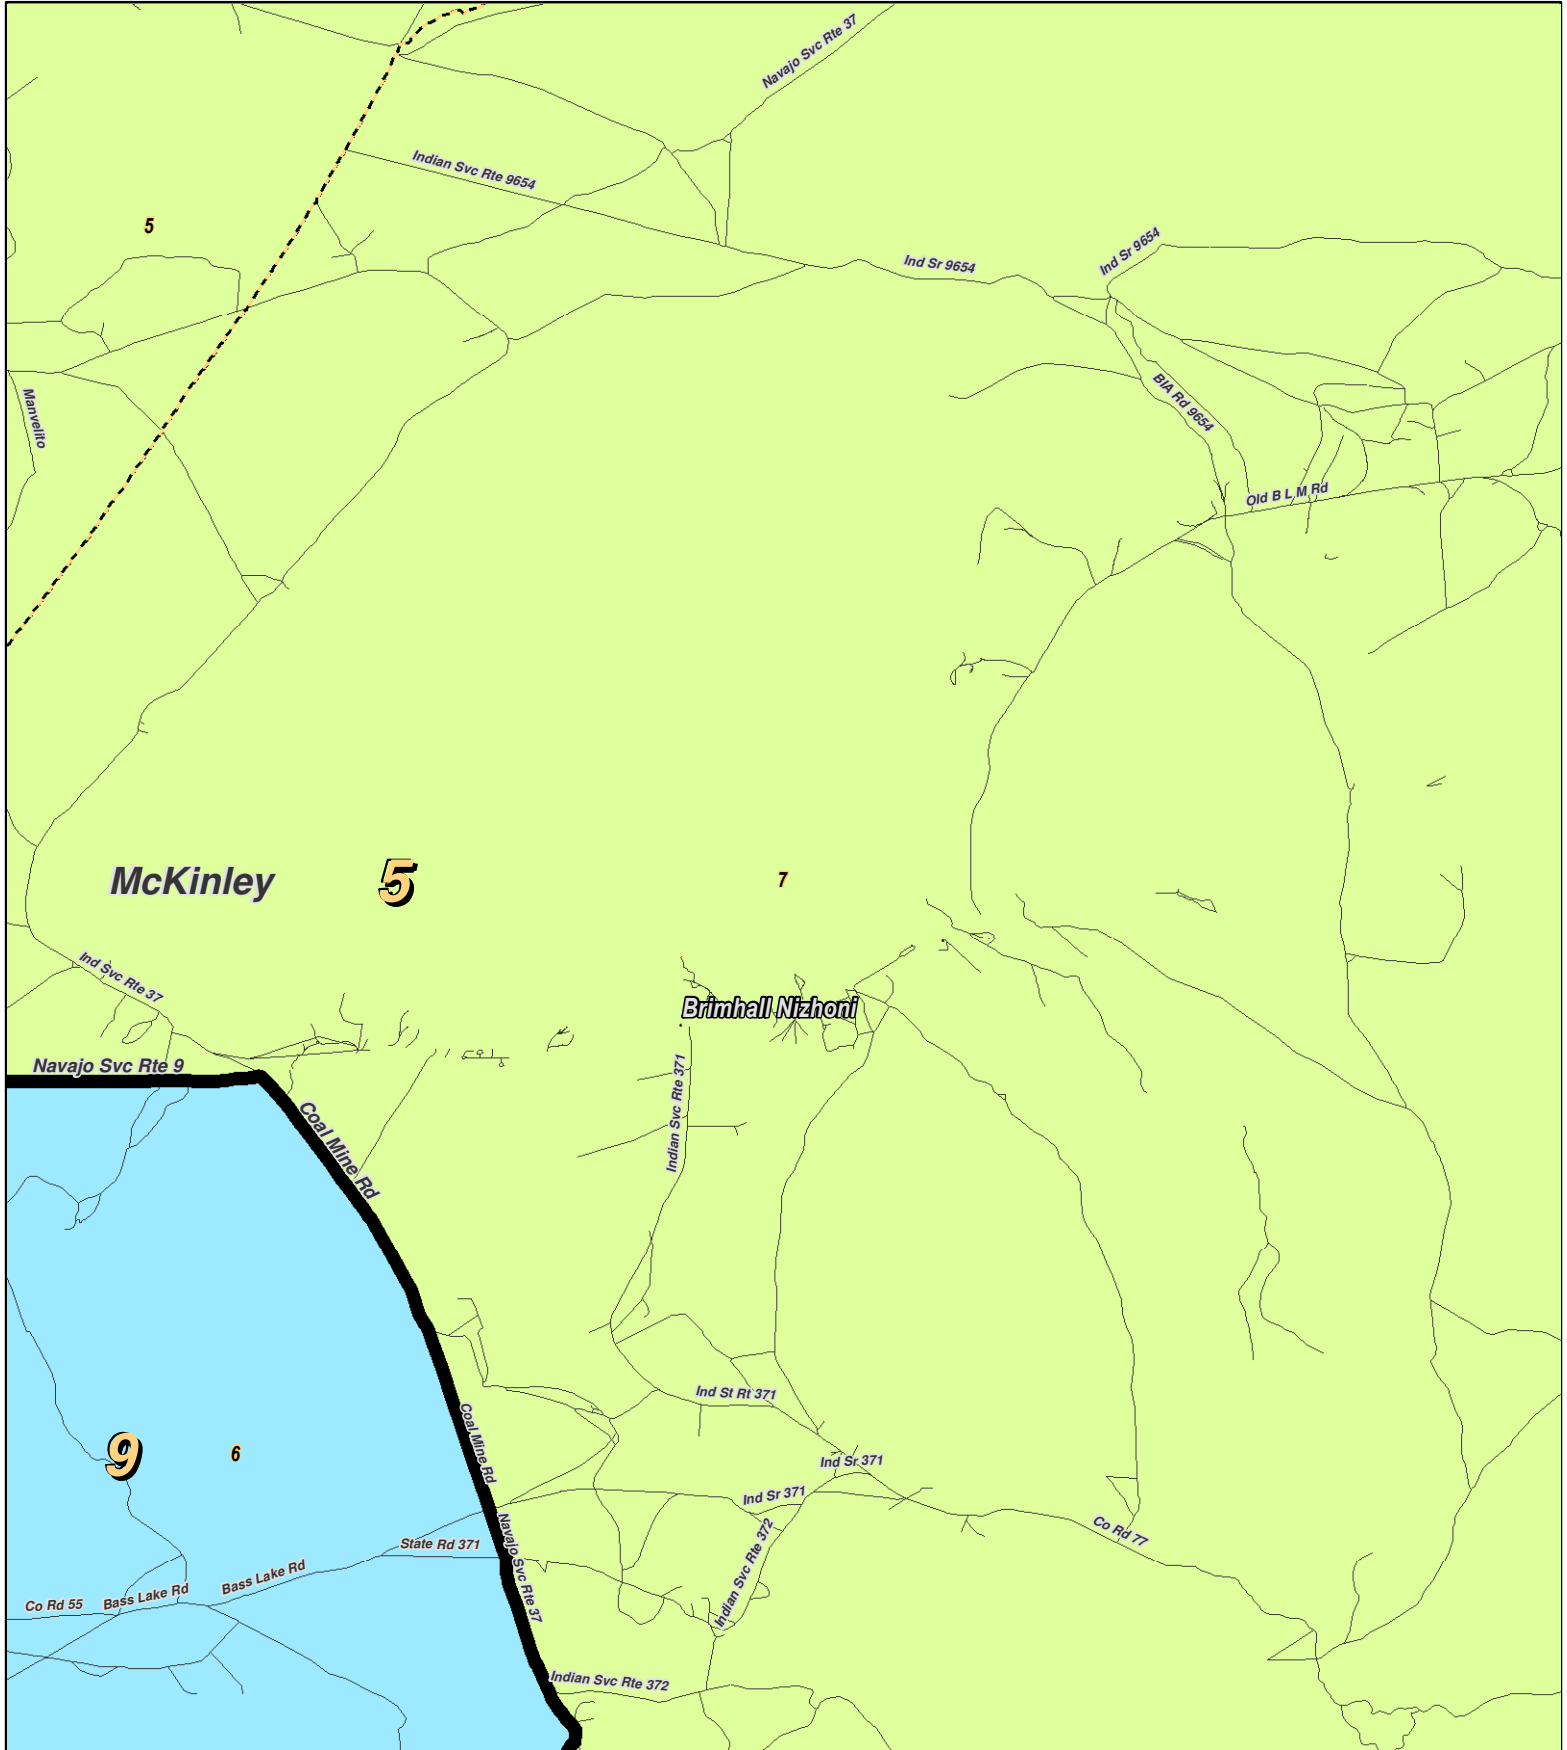 Navajo Svc Rte 37
Indian Svc Rte 9654
5
Ind Sr 9654
Ind Sr 9654
Manvelito
BIA Rd 9654
Old B L M Rd
McKinley
5
7
Ind Svc Rte 37
Brimhall Nizhoni
Navajo Svc Rte 9
Coal Mine Rd
Indian Svc Rte 371
Ind St Rt 371
Coal Mine Rd
9
6
Ind Sr 371
Ind Sr 371
Navajo Svc Rte 37
Indian Svc Rte 372
Co Rd 77
State Rd 371
Bass Lake Rd
Bass Lake Rd
Co Rd 55
Indian Svc Rte 372